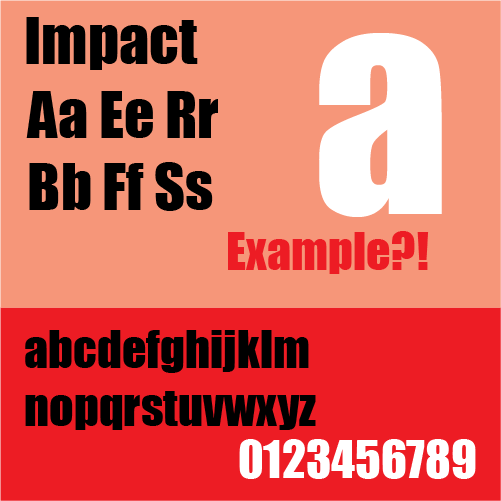 Impact
Aa Ee Rr
Bb Ff Ss
a
Example?!
abcdefghijklm
nopqrstuvwxyz
0123456789